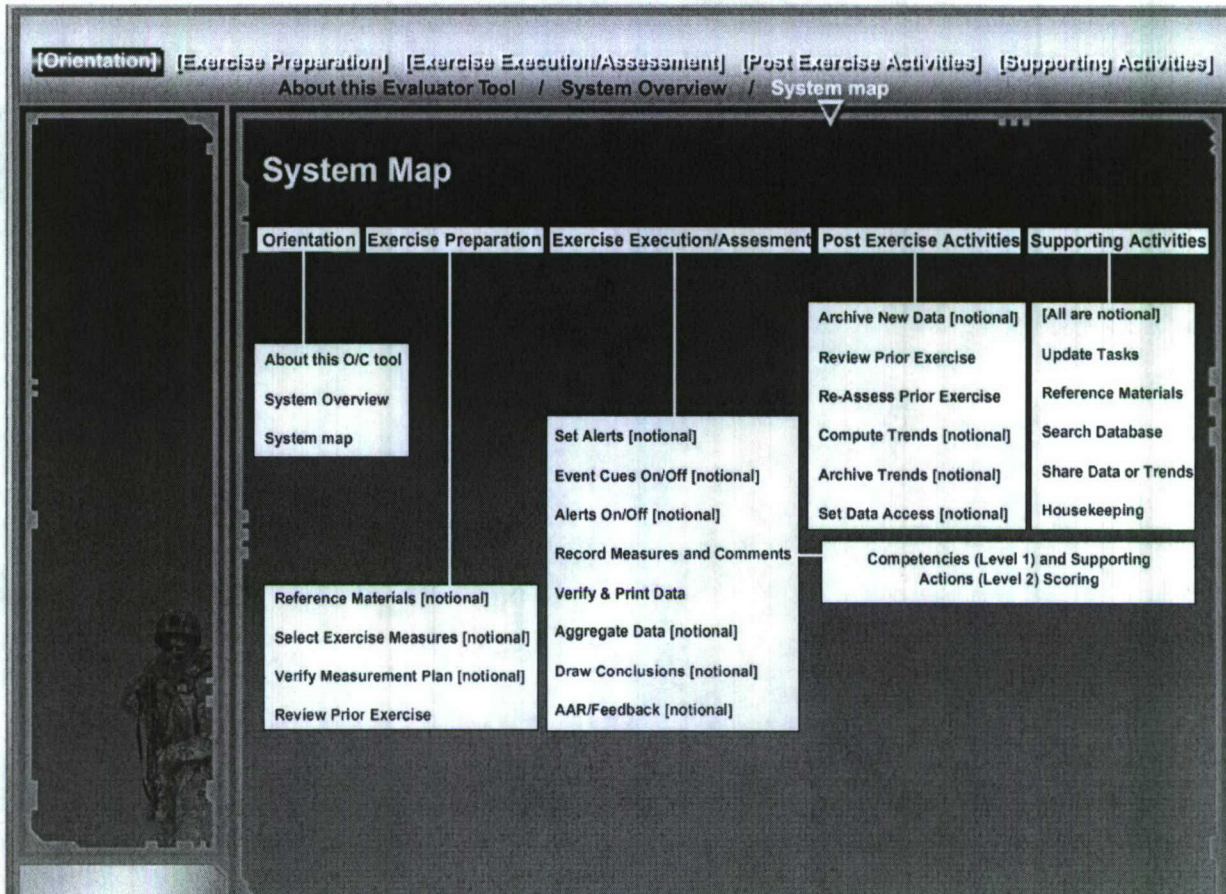 [Orientation] [Exercise Preparation] [Exercise Execution/Assessment] [Post Exercise Activities] [Supporting Activities]
About this Evaluator Tool / System Overview / System map
System Map
Orientation
Exercise Preparation
Exercise Execution/Assesment
Post Exercise Activities
Supporting Activities
About this O/C tool
System Overview
System map
Reference Materials [notional]
Select Exercise Measures [notional]
Verify Measurement Plan [notional]
Review Prior Exercise
Set Alerts [notional]
Event Cues On/Off [notional]
Alerts On/Off [notional]
Record Measures and Comments
Verify & Print Data
Aggregate Data [notional]
Draw Conclusions [notional]
AAR/Feedback [notional]
Competencies (Level 1) and Supporting
Actions (Level 2) Scoring
Archive New Data [notional]
Review Prior Exercise
Re-Assess Prior Exercise
Compute Trends [notional]
Archive Trends [notional]
Set Data Access [notional]
[All are notional]
Update Tasks
Reference Materials
Search Database
Share Data or Trends
Housekeeping